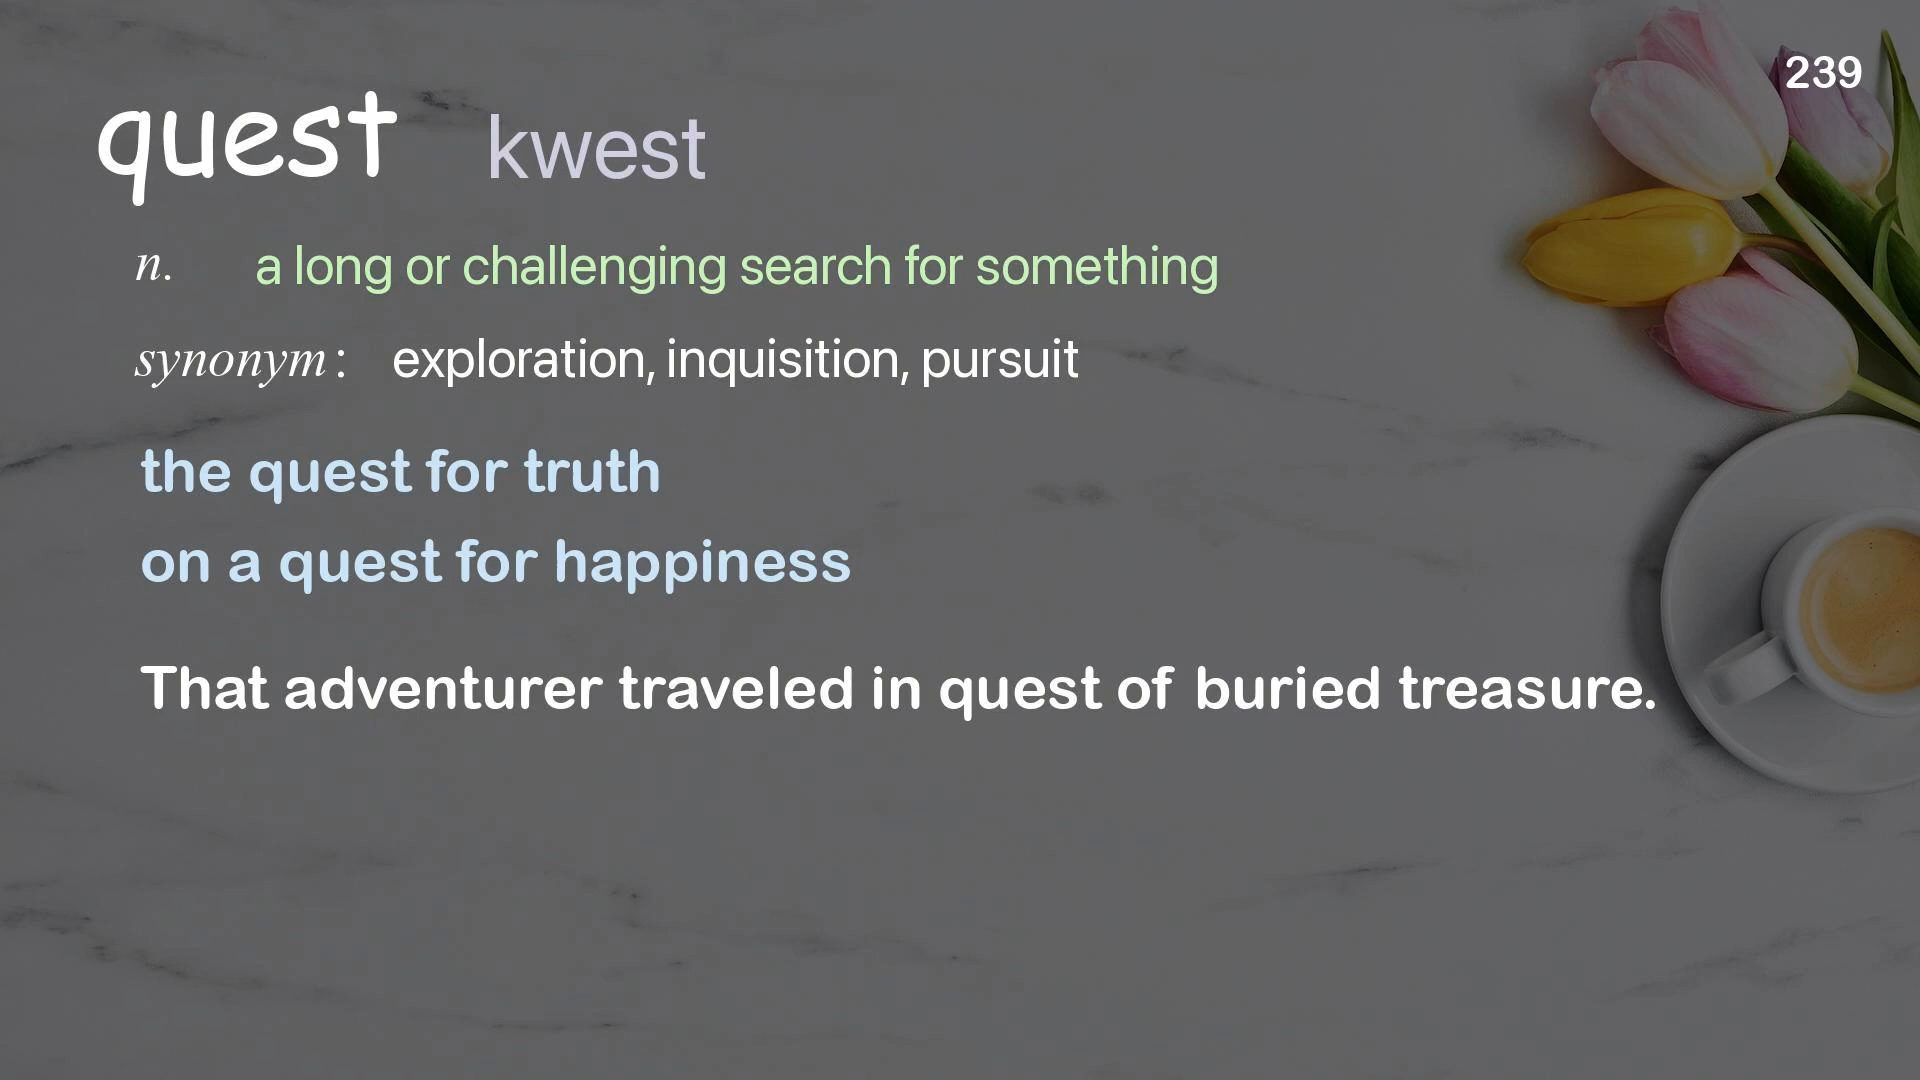 239
quest kwest
n. a long or challenging search for something
synonym: exploration, inquisition, pursuit
the quest for truth
on a quest for happiness
That adventurer traveled in quest of buried treasure.